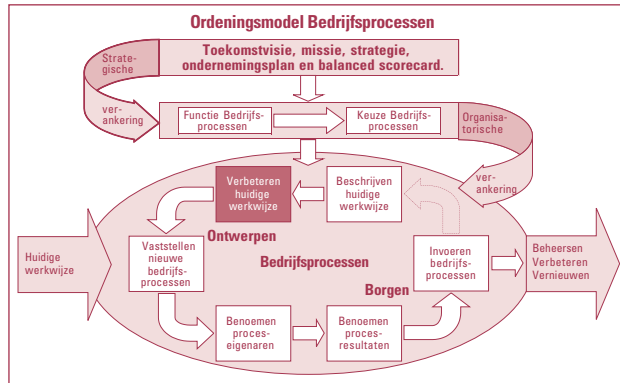 Ordeningsmodel Bedrijfsprocessen
Strate-
gische
Toekomstvisie, missie, strategie,
ondernemingsplan en balanced scorecard.
ver-
ankering
Functie Bedrijfs-
processen
Keuze Bedrijfs-
processen
Organisa-
torische
ver-
ankering
Verbeteren
huidige
werkwijze
Beschrijven
huidige
werkwijze
Ontwerpen
Huidige
werkwijze
Vaststellen
nieuwe
bedrijfs-
processen
Bedrijfsprocessen
Invoeren
bedrijfs-
processen
Beheersen
Verbeteren
Vernieuwen
Borgen
Benoemen
proces-
eigenaren
Benoemen
proces-
resultaten